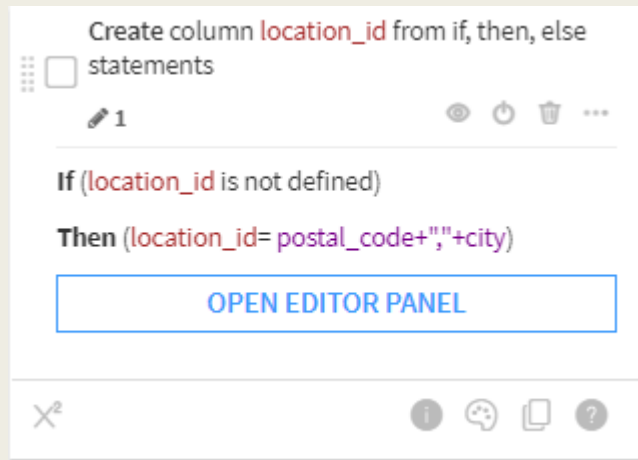 Create column location_id from if, then, else
statements
1
If (location_id is not defined)
Then (location_id= postal_code+","+city)
OPEN EDITOR PANEL
X²
i ?